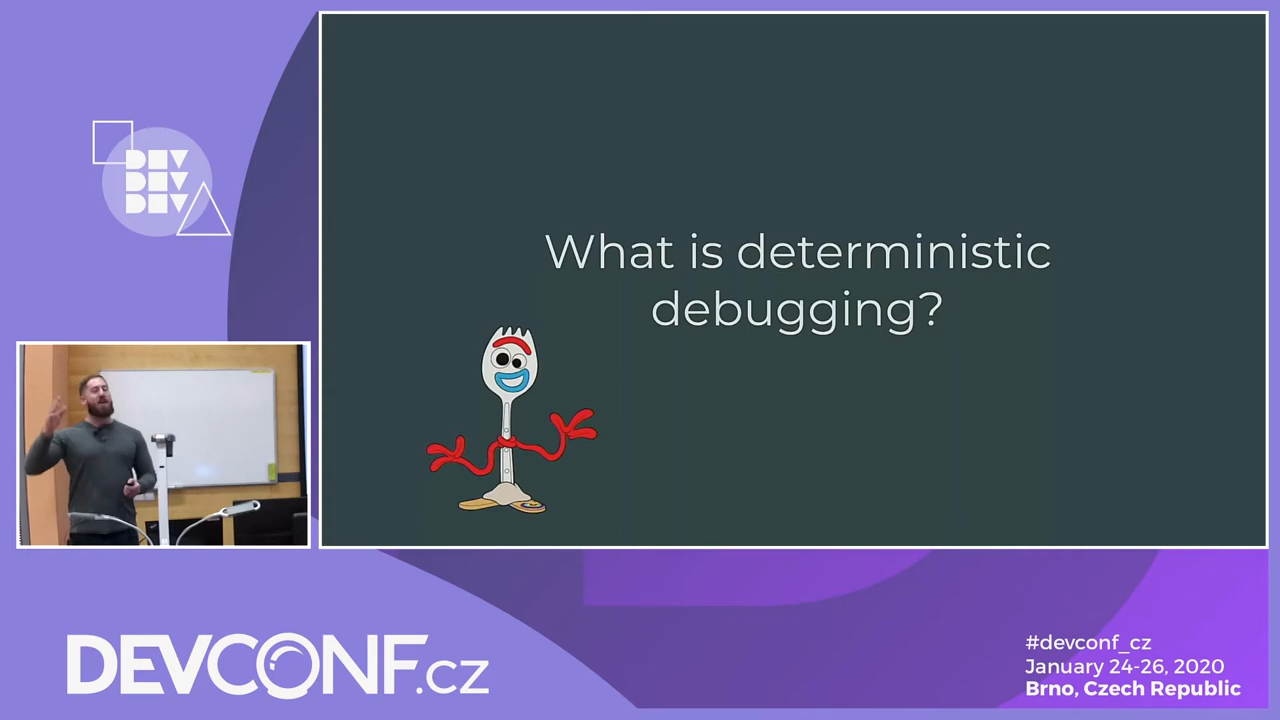 DEV
DEV
DEV
What is deterministic
debugging?
DEVCONF.cz
#devconf_cz
January 24-26, 2020
Brno, Czech Republic